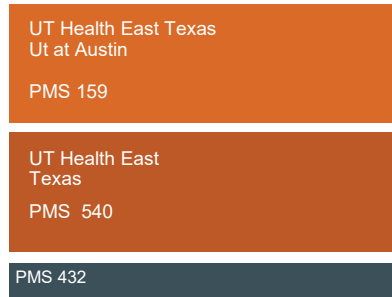 UT Health East Texas
Ut at Austin
PMS 159
UT Health East
Texas
PMS  540
PMS 432